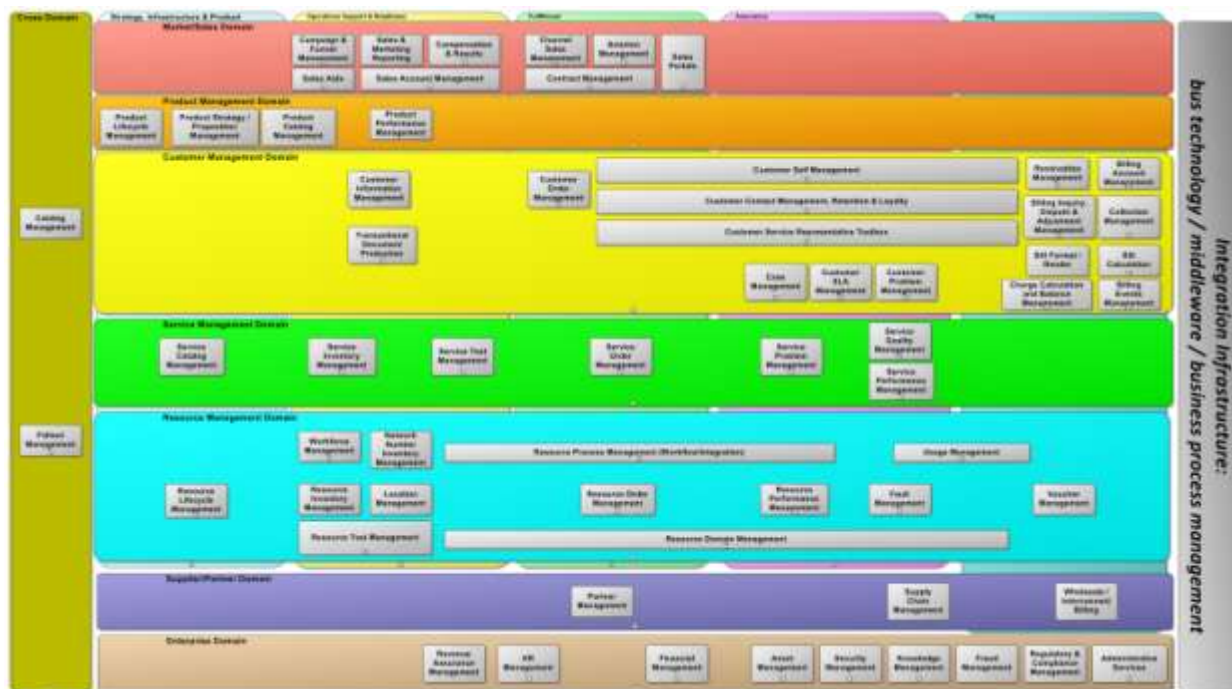 Cross Domain
Strategy, Infrastructure & Product
Operations Support & Readiness
Fulfillment
Assurance
Billing
Market/Sales Domain
Campaign &
Funnel
Management
Sales &
Marketing
Reporting
Compensation
& Results
Channel
Sales
Management
Solution
Management
Sales
Portals
Sales Aids
Sales Account Management
Contract Management
Product Management Domain
Product
Lifecycle
Management
Product Strategy /
Proposition
Management
Product
Catalog
Management
Product
Performance
Management
Customer Management Domain
Customer
Information
Management
Customer
Order
Management
Customer Self Management
Receivables
Management
Billing
Account
Management
Customer Contact Management, Retention & Loyalty
Billing Inquiry,
Dispute &
Adjustment
Management
Collection
Management
Transactional
Document
Production
Customer Service Representative Toolbox
Bill Format /
Render
Bill
Calculation
Case
Management
Customer
SLA
Management
Customer
Problem
Management
Charge Calculation
and Balance
Management
Billing
Events
Management
Catalog
Management
Service Management Domain
Service
Catalog
Management
Service
Inventory
Management
Service Test
Management
Service
Order
Management
Service
Problem
Management
Service
Quality
Management
Service
Performance
Management
Resource Management Domain
Fallout
Management
Workforce
Management
Network
Number
Inventory
Management
Resource Process Management (Workflow/Integration)
Usage Management
Resource
Lifecycle
Management
Resource
Inventory
Management
Location
Management
Resource Order
Management
Resource
Performance
Management
Fault
Management
Voucher
Management
Resource Test Management
Resource Domain Management
Supplier/Partner Domain
Partner
Management
Supply
Chain
Management
Wholesale /
Interconnect
Billing
Enterprise Domain
Revenue
Assurance
Management
HR
Management
Financial
Management
Asset
Management
Security
Management
Knowledge
Management
Fraud
Management
Regulatory &
Compliance
Management
Administrative
Services
Integration Infrastructure:
bus technology / middleware / business process management